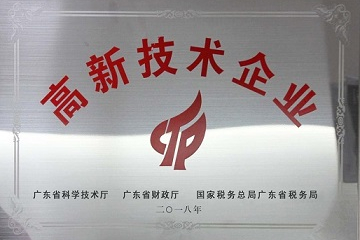 高新技术企业
广东省科学技术厅 广东省财政厅 国家税务总局广东省税务局
二〇一八年